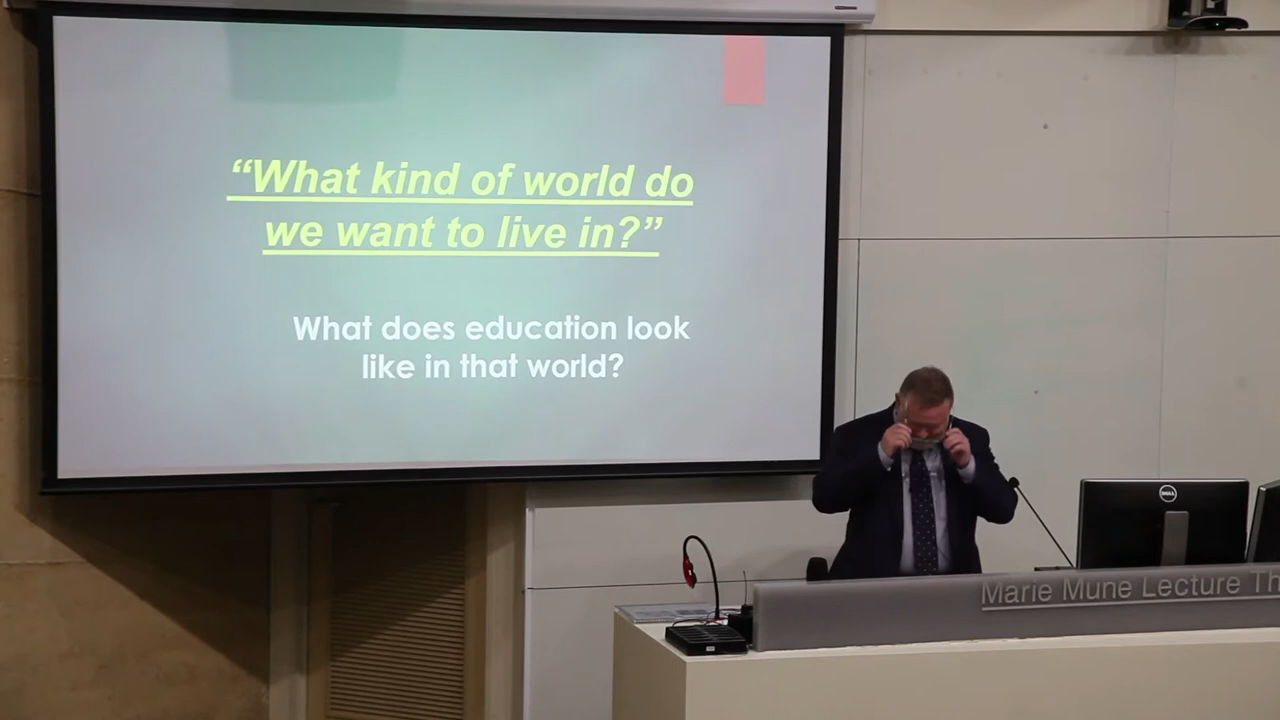 “What kind of world do
we want to live in?”
What does education look
like in that world?
DELL
Marie Mune Lecture Th